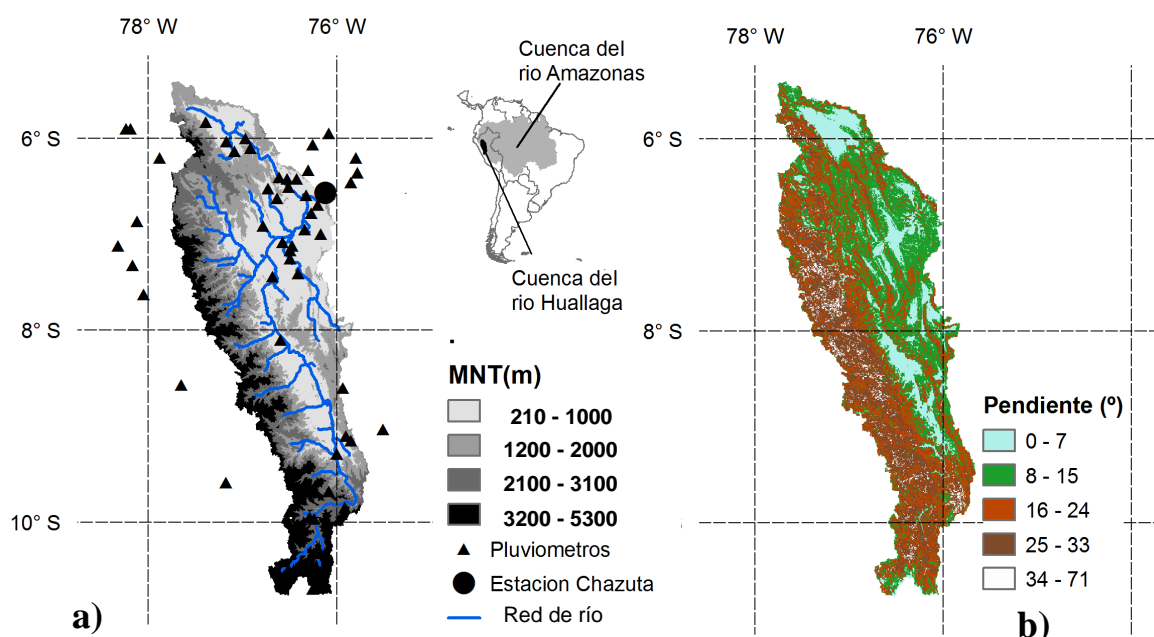 78° W
76° W
6° S
8° S
10° S
a)
Cuenca del
rio Amazonas
Cuenca del
rio Huallaga
MNT(m)
210 - 1000
1200 - 2000
2100 - 3100
3200 - 5300
Pluviometros
Estacion Chazuta
Red de río
78° W
76° W
6° S
8° S
Pendiente (º)
0 - 7
8 - 15
16 - 24
25 - 33
34 - 71
b)